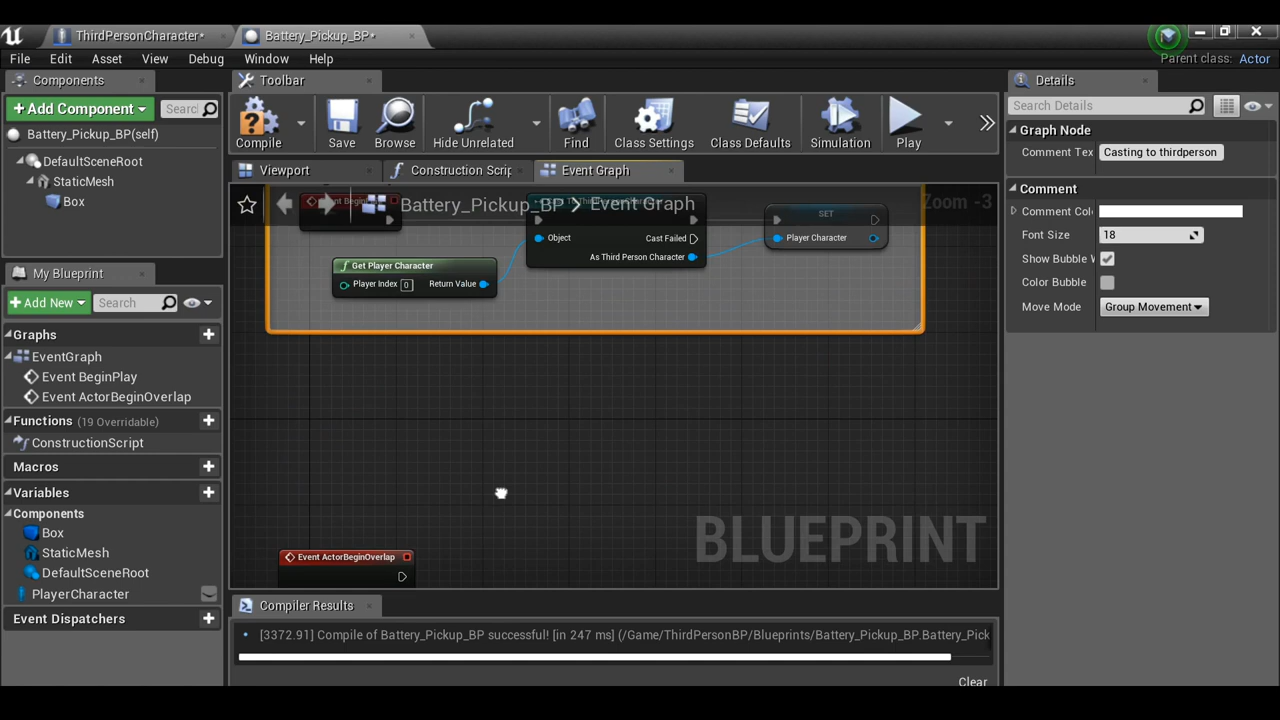 ThirdPersonCharacter*
Battery_Pickup_BP*
File Edit Asset View Window Help
Parent class: Actor
Components
+ Add Component
Searc
Battery_Pickup_BP(self)
DefaultSceneRoot
StaticMesh
Box
My Blueprint
+ Add New
Search
Graphs
EventGraph
Event BeginPlay
Event ActorBeginOverlap
Functions (19 Overridable)
ConstructionScript
Macros
Variables
Components
Box
StaticMesh
DefaultSceneRoot
PlayerCharacter
Event Dispatchers
Toolbar
Compile
Save
Browse
Hide Unrelated
Find
Class Settings
Class Defaults
Simulation
Play
Viewport
Construction Scrip
Event Graph
Battery_Pickup_BP > Event Graph
Zoom -3
Object
Cast Failed
As Third Person Character
SET
Player Character
Get Player Character
Player Index 0
Return Value
Event ActorBeginOverlap
BLUEPRINT
Compiler Results
[3372.91] Compile of Battery_Pickup_BP successful! [in 247 ms] (/Game/ThirdPersonBP/Blueprints/Battery_Pickup_BP.Battery_Pick
Clear
Details
Search Details
Graph Node
Comment Tex
Casting to thirdperson
Comment
Comment Col
Font Size
18
Show Bubble W
Color Bubble
Move Mode
Group Movement